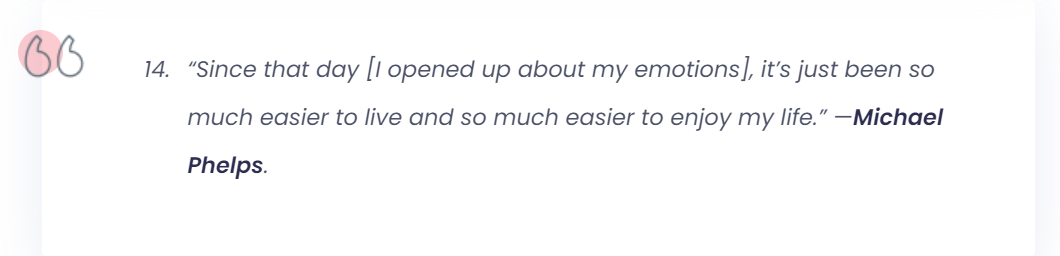 14. “Since that day [I opened up about my emotions], it’s just been so
much easier to live and so much easier to enjoy my life.” —Michael
Phelps.